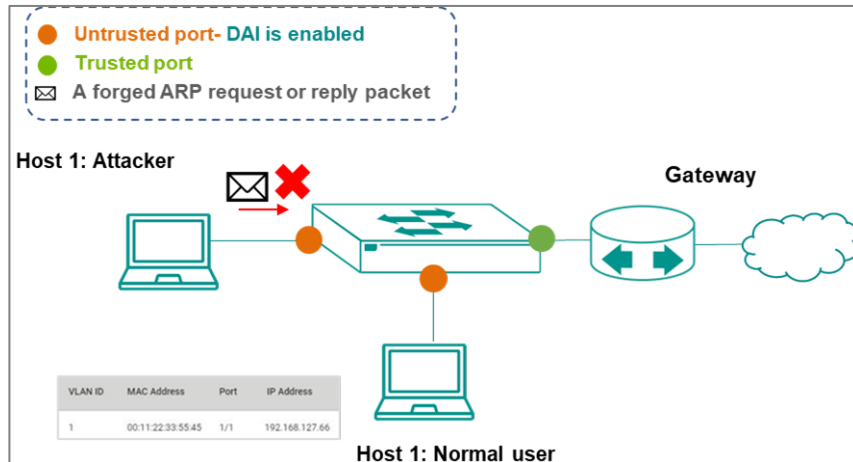 Untrusted port- DAI is enabled
Trusted port
A forged ARP request or reply packet
Host 1: Attacker
Gateway
VLAN ID MAC Address Port IP Address
1 00:11:22:33:55:45 1/1 192.168.127.66
Host 1: Normal user